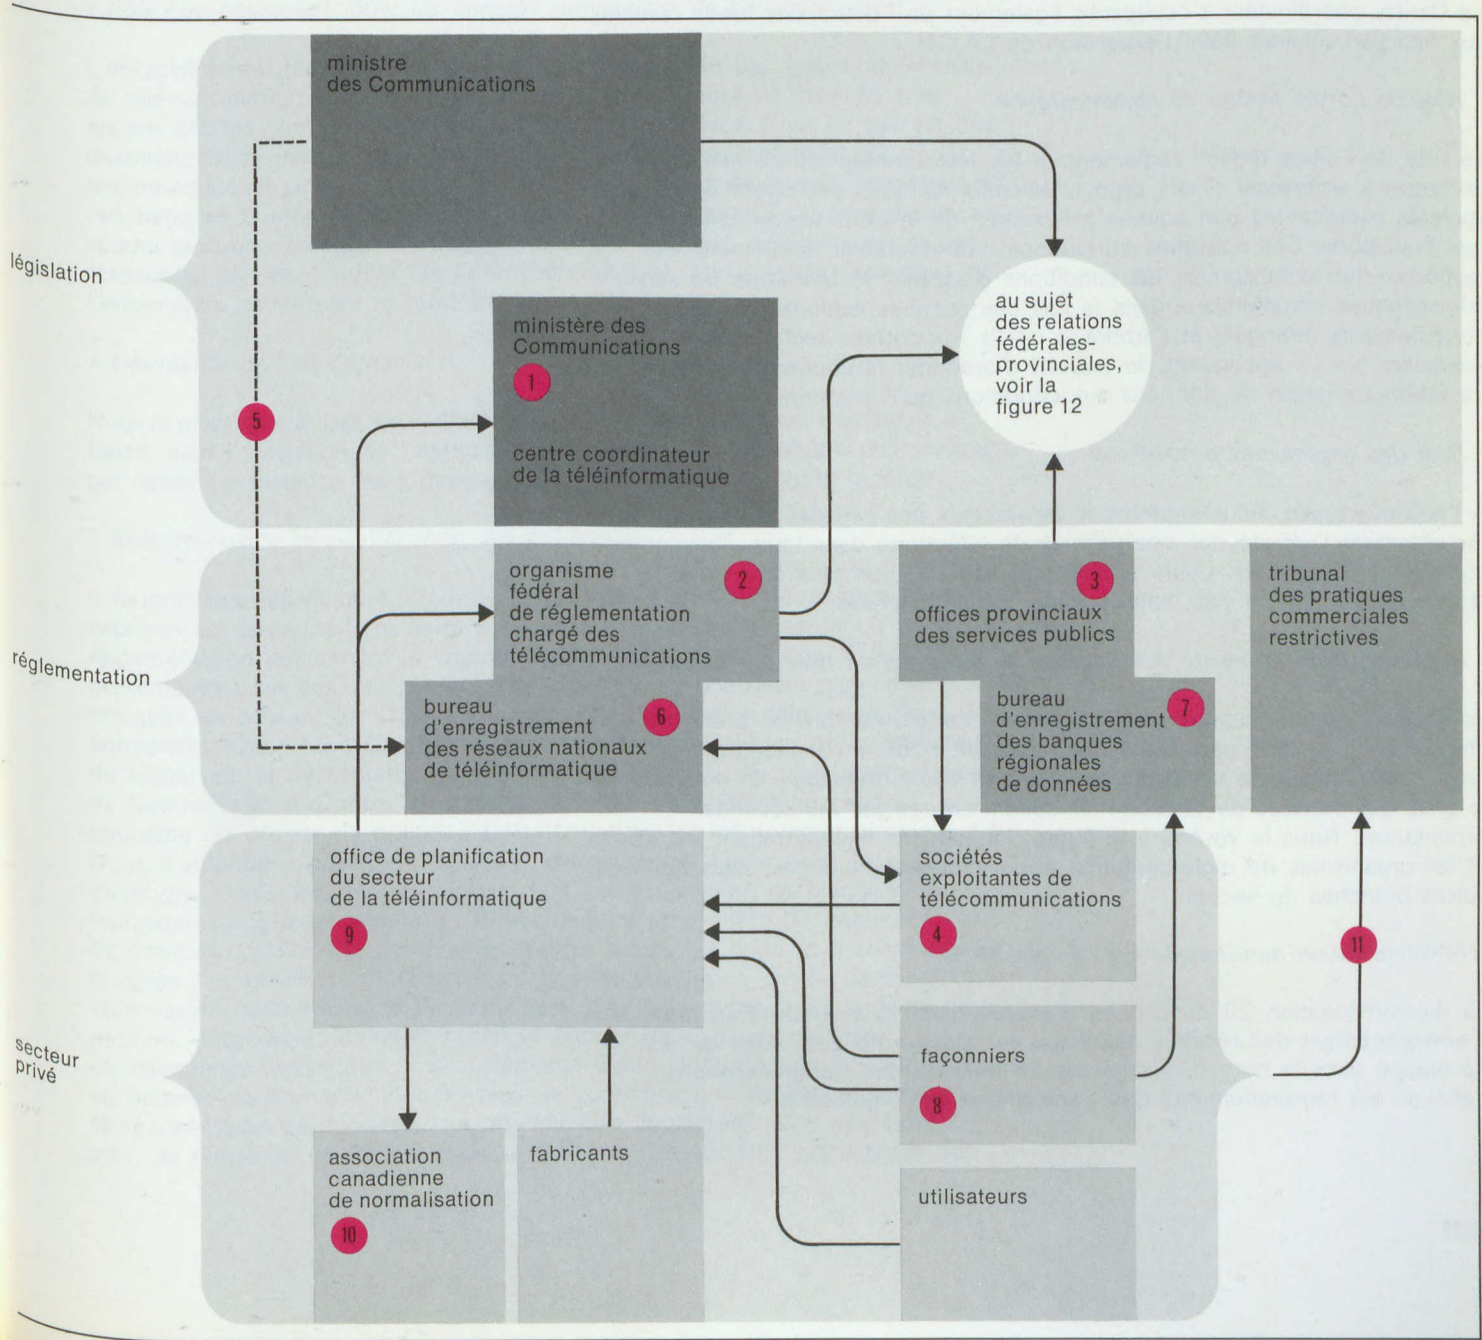 ministre
des Communications
législation
ministère des
Communications
1
centre coordinateur
de la téléinformatique
au sujet
des relations
fédérales-
provinciales,
voir la
figure 12
5
réglementation
organisme
fédéral
de réglementation
chargé des
télécommunications
2
bureau
d'enregistrement
des réseaux nationaux
de téléinformatique
6
3
offices provinciaux
des services publics
bureau
d'enregistrement
des banques
régionales
de données
7
tribunal
des pratiques
commerciales
restrictives
secteur
privé
office de planification
du secteur
de la téléinformatique
9
sociétés
exploitantes de
télécommunications
4
11
façonniers
8
association
canadienne
de normalisation
10
fabricants
utilisateurs